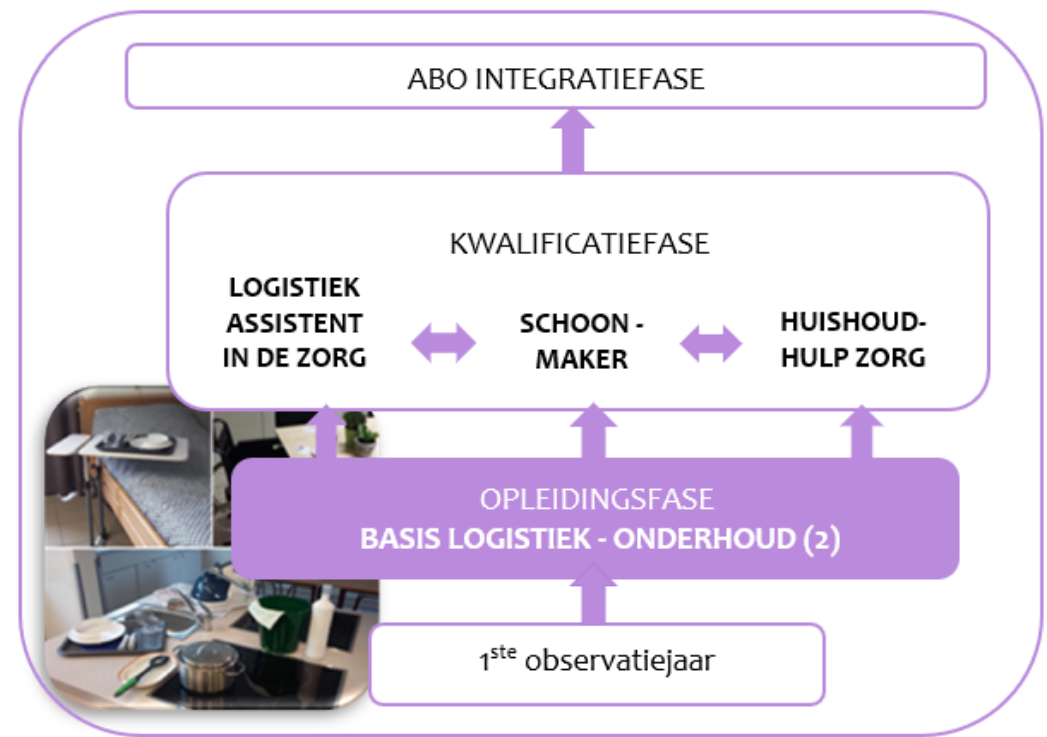 ABO INTEGRATIEFASE
KWALIFICATIEFASE
LOGISTIEK
ASSISTENT
IN DE ZORG
SCHOON -
MAKER
HUISHOUD-
HULP ZORG
OPLEIDINGSFASE
BASIS LOGISTIEK - ONDERHOUD (2)
1ste observatiejaar